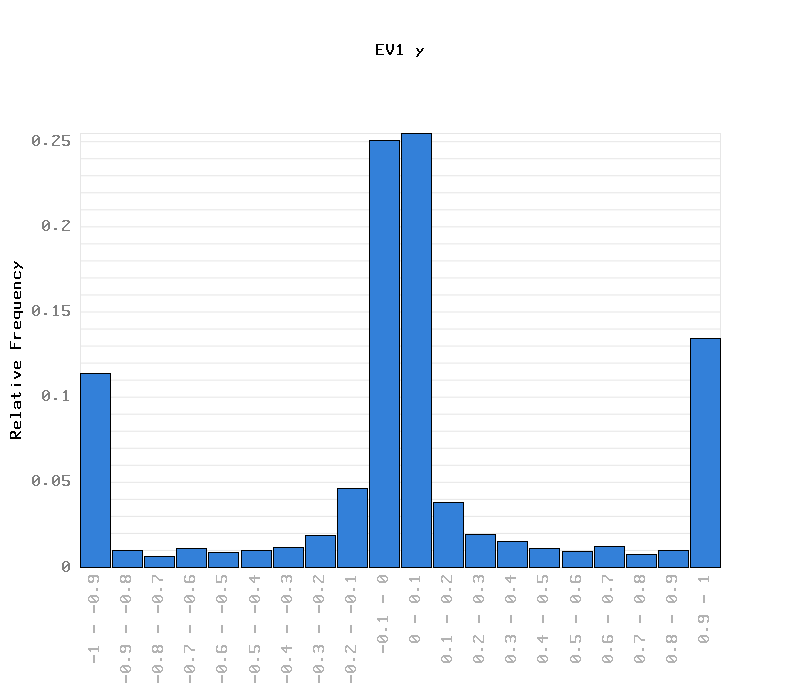 EV1 y
0.25
0.2
0.15
0.1
0.05
0
Relative Frequency
-1 - -0.9
-0.9 - -0.8
-0.8 - -0.7
-0.7 - -0.6
-0.6 - -0.5
-0.5 - -0.4
-0.4 - -0.3
-0.3 - -0.2
-0.2 - -0.1
-0.1 - 0
0 - 0.1
0.1 - 0.2
0.2 - 0.3
0.3 - 0.4
0.4 - 0.5
0.5 - 0.6
0.6 - 0.7
0.7 - 0.8
0.8 - 0.9
0.9 - 1